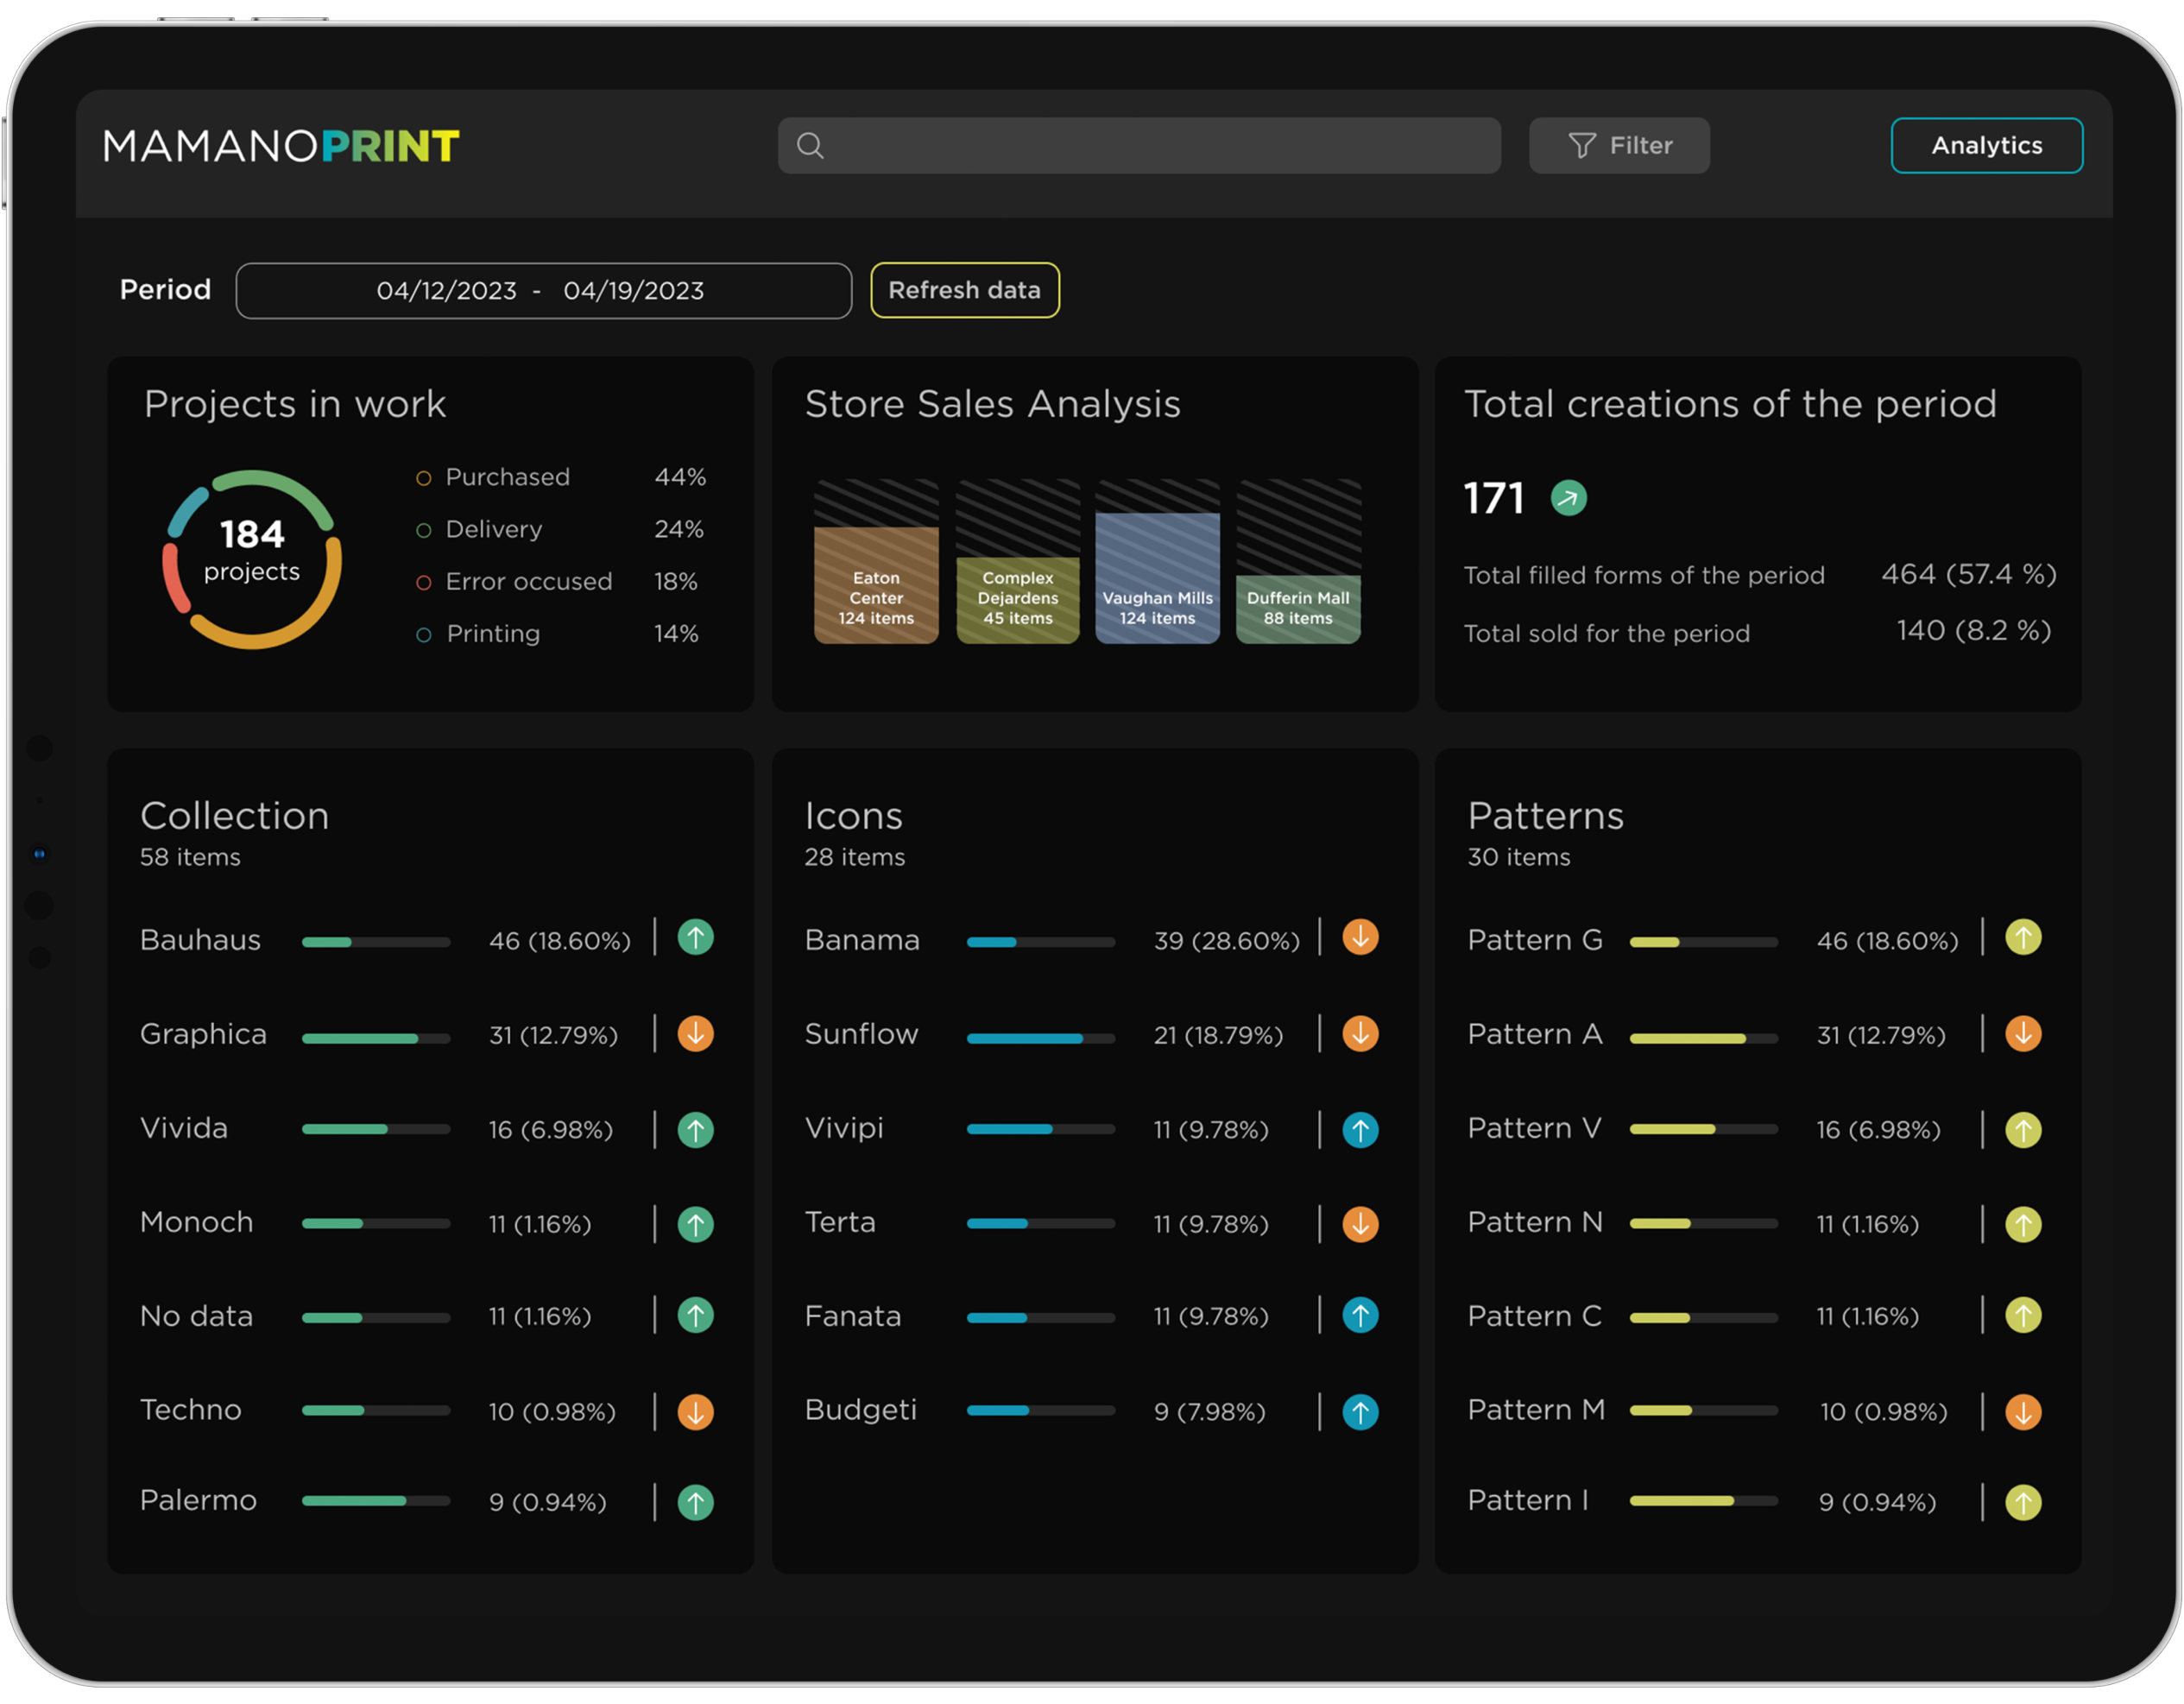 MAMANOPRINT
Filter
Analytics
Period
04/12/2023 - 04/19/2023
Refresh data
Projects in work
184
projects
Purchased 44%
Delivery 24%
Error occused 18%
Printing 14%
Store Sales Analysis
Eaton
Center
124 items
Complex
Dejardens
45 items
Vaughan Mills
124 items
Dufferin Mall
88 items
Total creations of the period
171
Total filled forms of the period 464 (57.4 %)
Total sold for the period 140 (8.2 %)
Collection
58 items
Bauhaus 46 (18.60%)
Graphica 31 (12.79%)
Vivida 16 (6.98%)
Monoch 11 (1.16%)
No data 11 (1.16%)
Techno 10 (0.98%)
Palermo 9 (0.94%)
Icons
28 items
Banama 39 (28.60%)
Sunflow 21 (18.79%)
Vivipi 11 (9.78%)
Terta 11 (9.78%)
Fanata 11 (9.78%)
Budgeti 9 (7.98%)
Patterns
30 items
Pattern G 46 (18.60%)
Pattern A 31 (12.79%)
Pattern V 16 (6.98%)
Pattern N 11 (1.16%)
Pattern C 11 (1.16%)
Pattern M 10 (0.98%)
Pattern I 9 (0.94%)